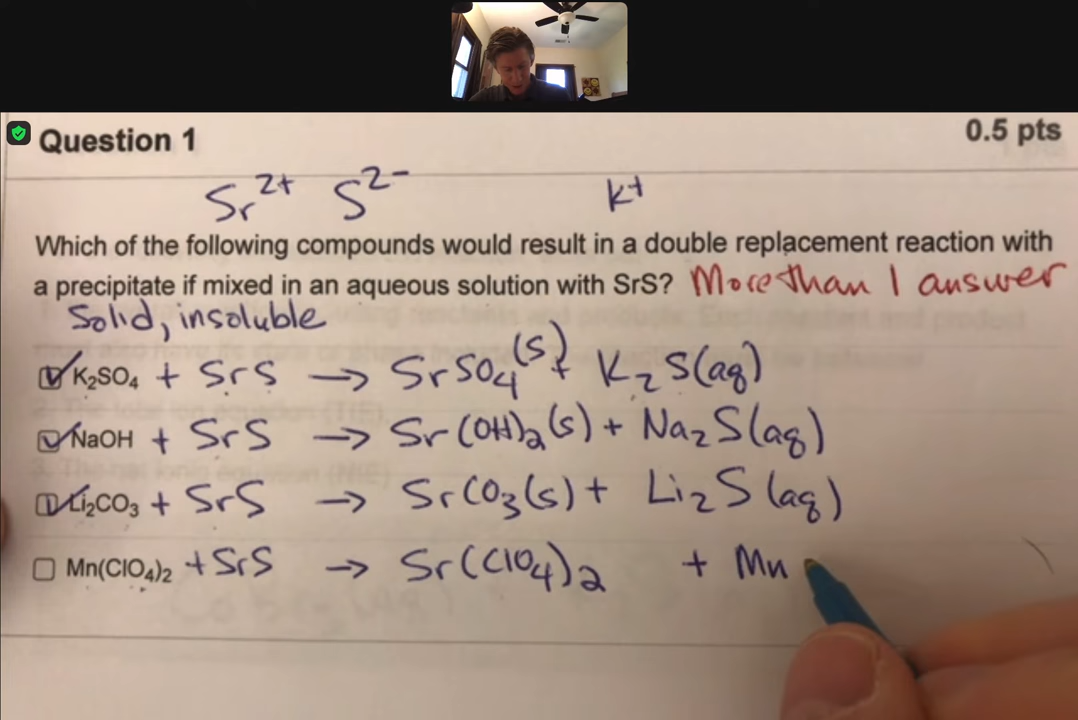 Question 1
0.5 pts
Sr²⁺ S²⁻ K⁺
Which of the following compounds would result in a double replacement reaction with
a precipitate if mixed in an aqueous solution with SrS? More than 1 answer
Solid, insoluble
K₂SO₄ + SrS → SrSO₄(s) + K₂S(aq)
NaOH + SrS → Sr(OH)₂(s) + Na₂S(aq)
Li₂CO₃ + SrS → SrCO₃(s) + Li₂S(aq)
Mn(ClO4)2 + SrS → Sr(ClO₄)₂ + Mn